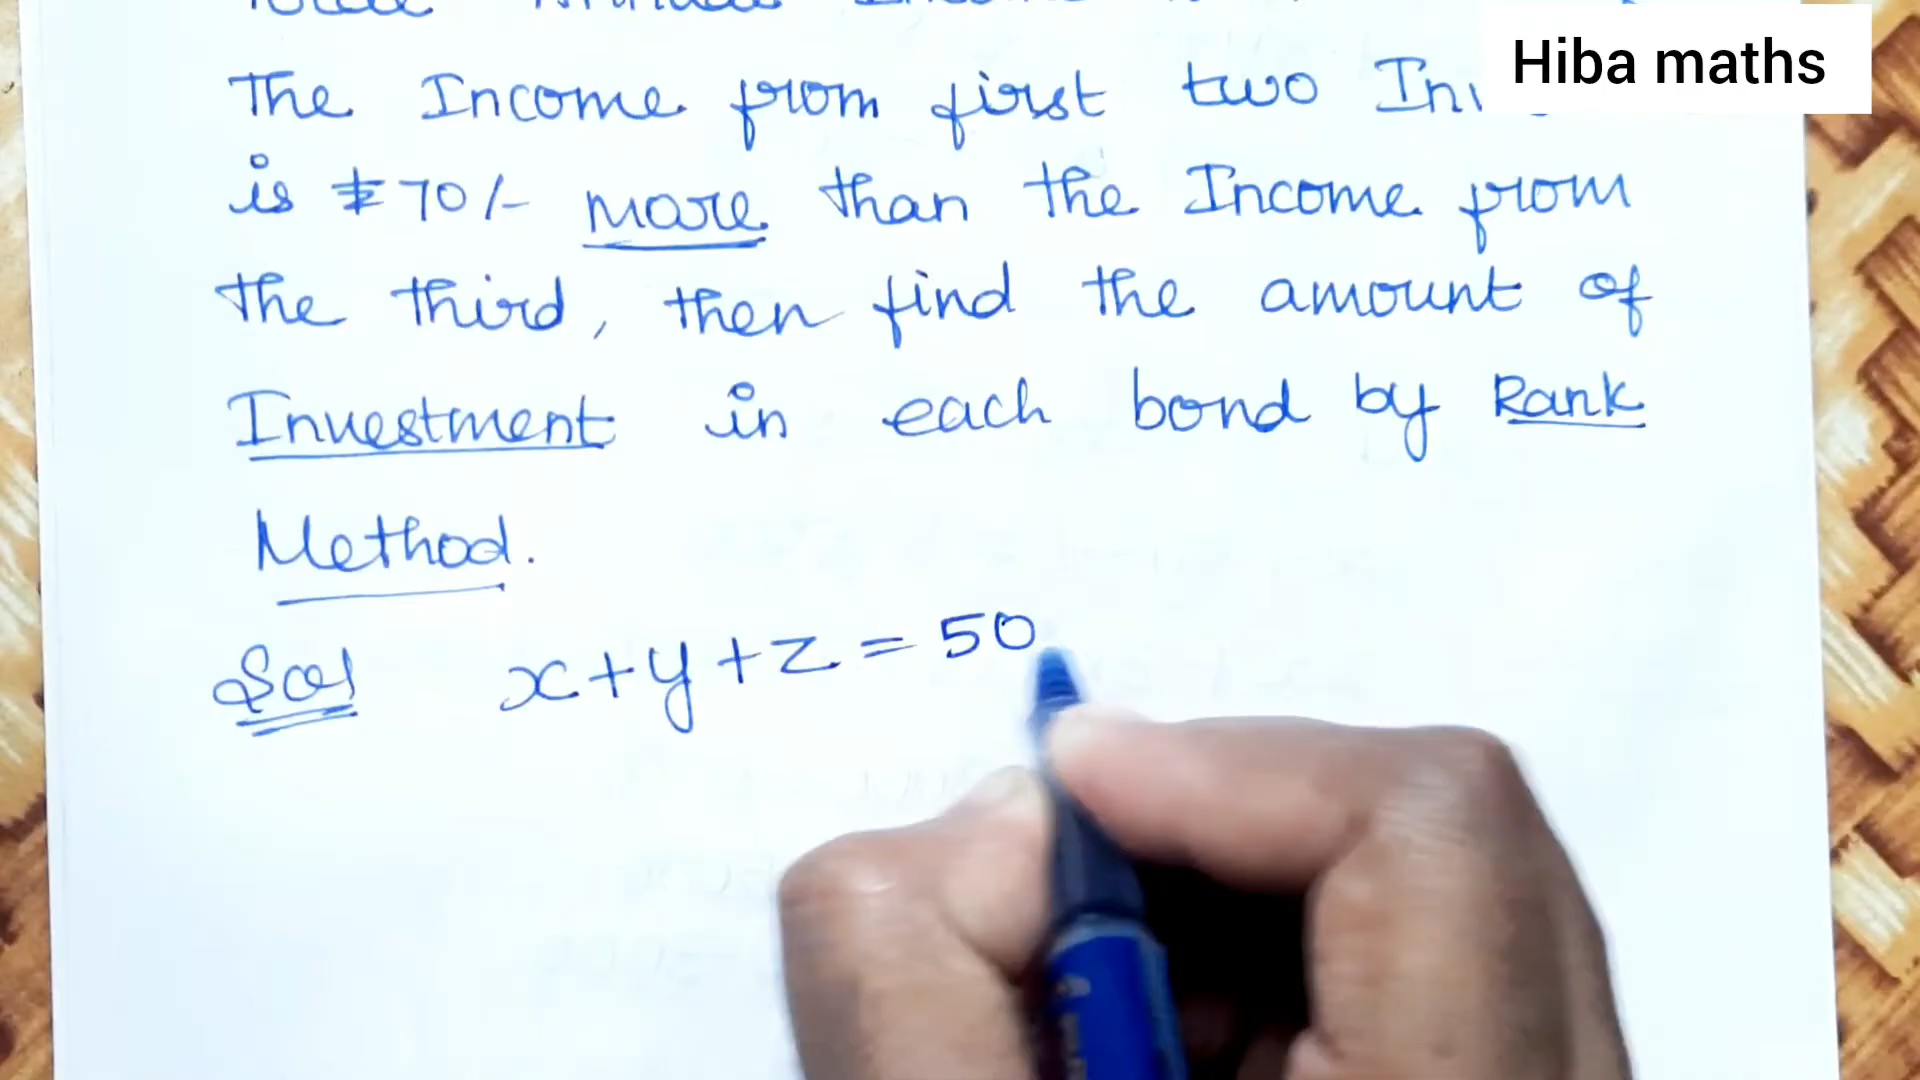 Hiba maths
The Income from first two
is ₹ 70/- more than the Income from
the third, then find the amount of
Investment in each bond by Rank
Method.
Sol x+y+z = 50